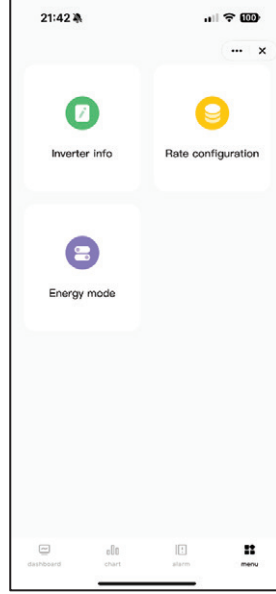 21:42
100
Inverter info
Rate configuration
Energy mode
dashboard
chart
alarm
menu